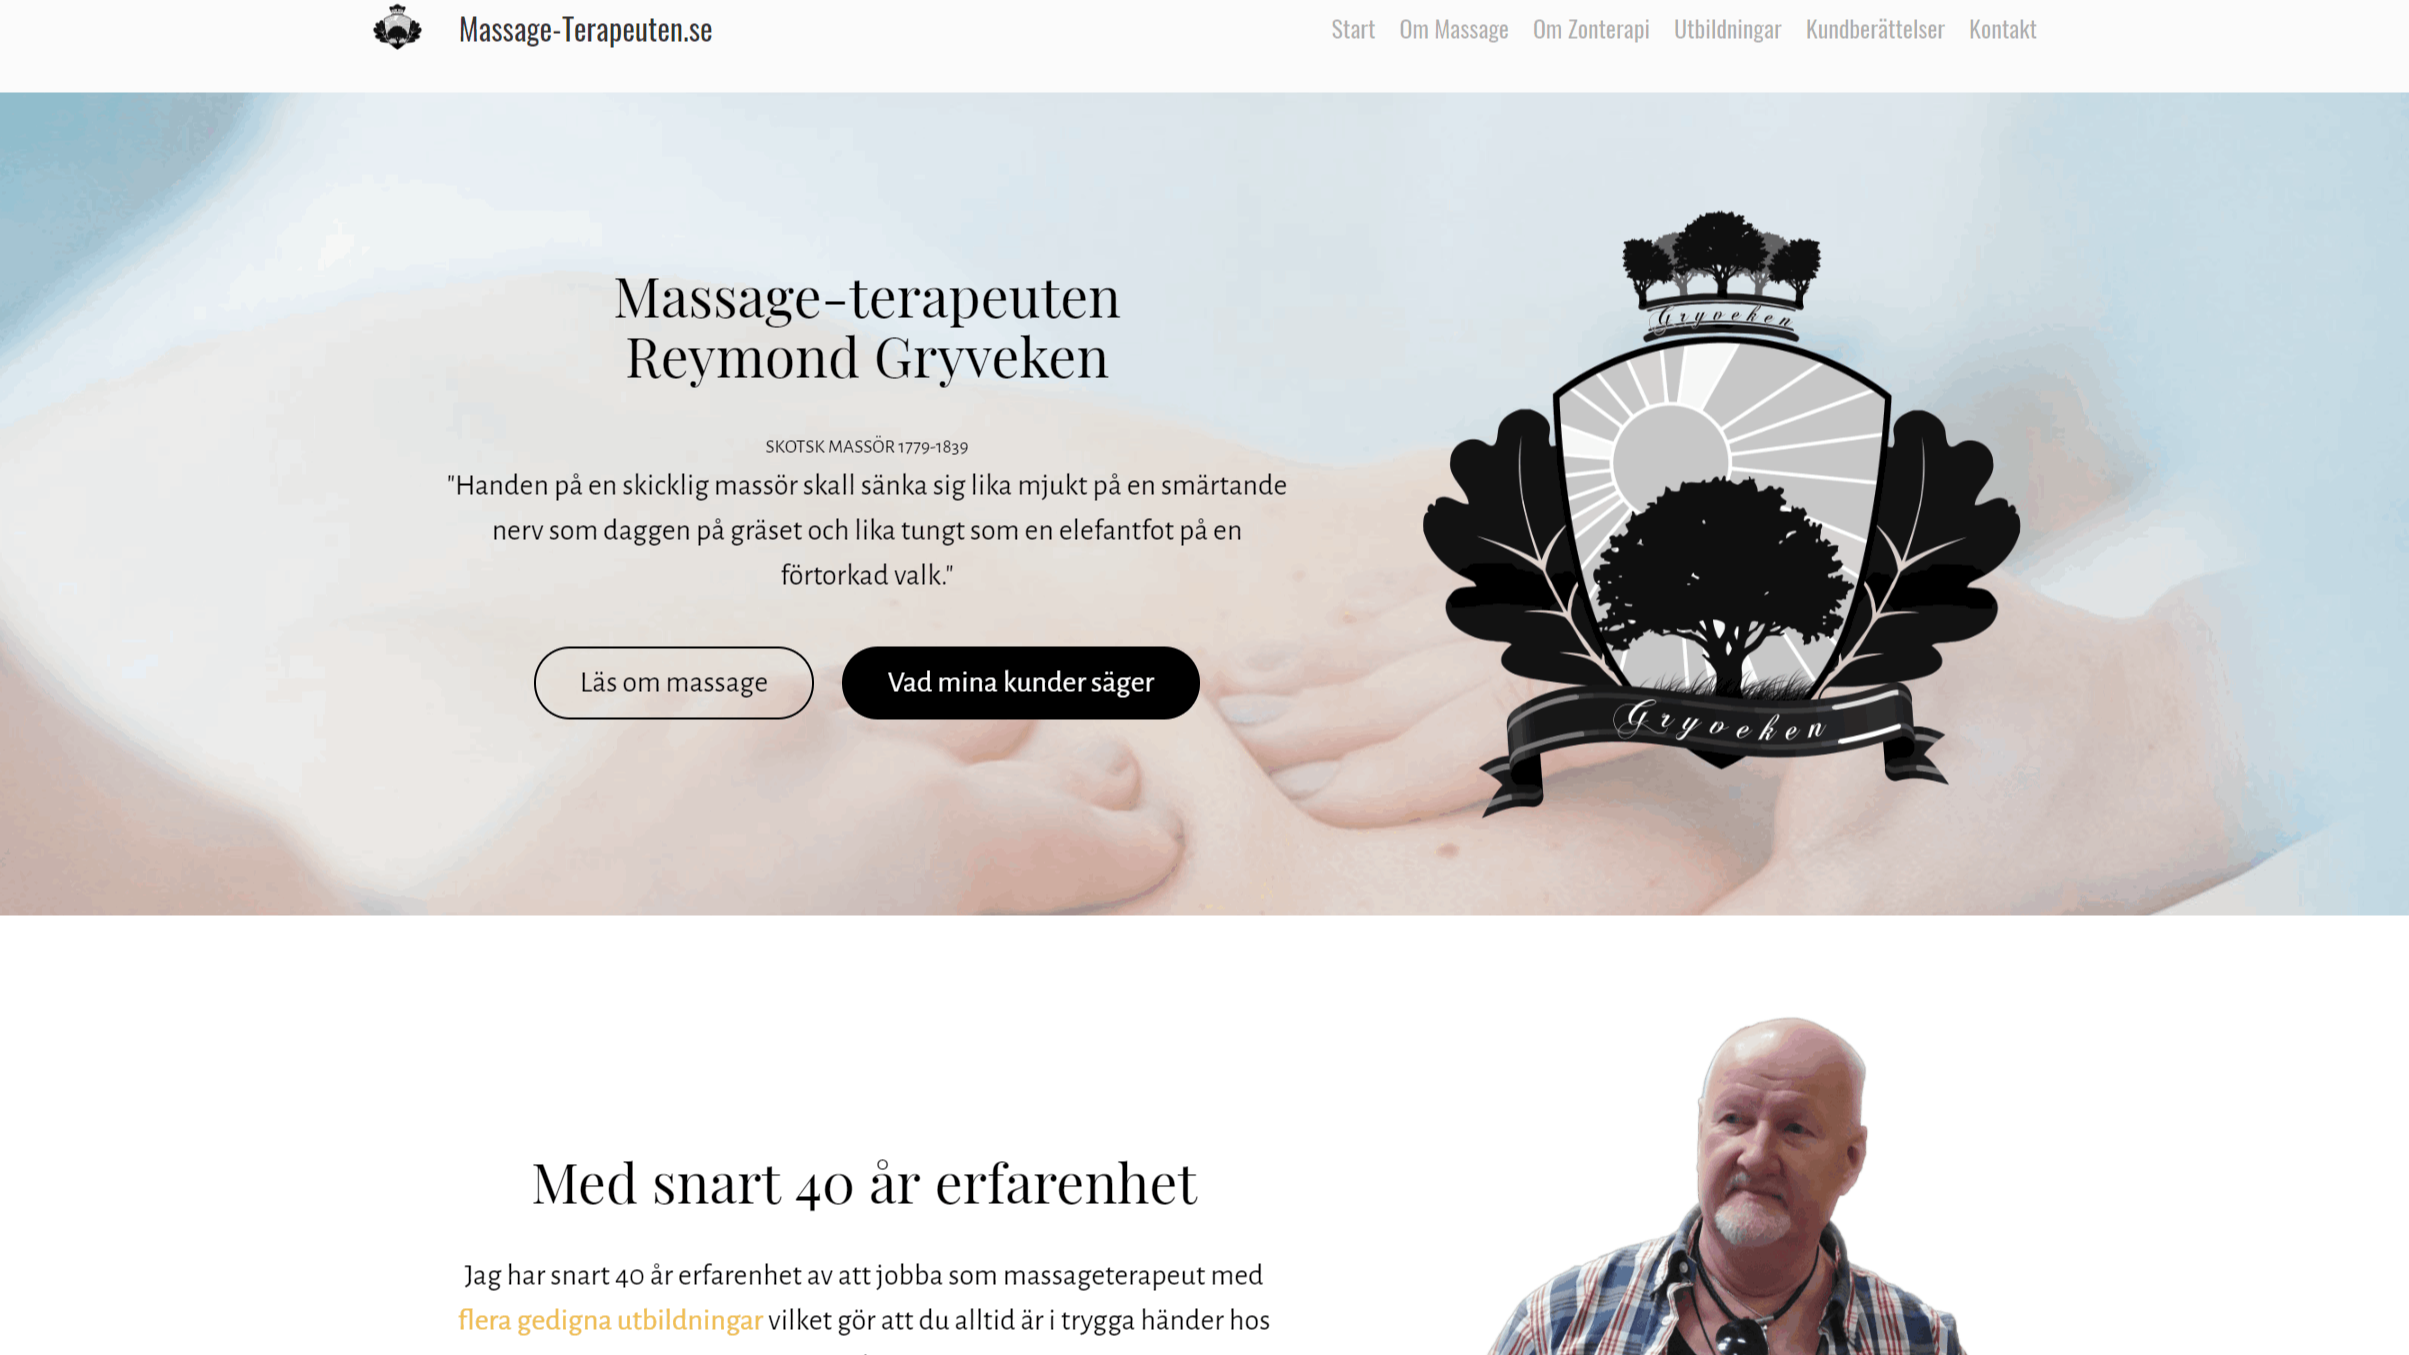 Massage-Terapeuten.se
Start Om Massage Om Zonterapi Utbildningar Kundberättelser Kontakt
Massage-terapeuten
Reymond Gryveken
SKOTSK MASSÖR 1779-1839
"Handen på en skicklig massör skall sänka sig lika mjukt på en smärtande
nerv som daggen på gräset och lika tungt som en elefantfot på en
förtorkad valk."
Läs om massage
Vad mina kunder säger
Gryveken
Gryveken
Med snart 40 år erfarenhet
Jag har snart 40 år erfarenhet av att jobba som massageterapeut med
flera gedigna utbildningar vilket gör att du alltid är i trygga händer hos